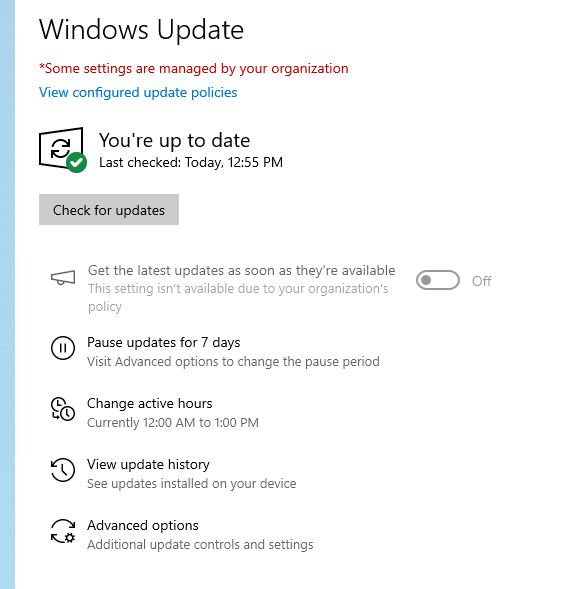 Windows Update
*Some settings are managed by your organization
View configured update policies
You're up to date
Last checked: Today, 12:55 PM
Check for updates
Get the latest updates as soon as they're available
This setting isn't available due to your organization's
policy
Off
Pause updates for 7 days
Visit Advanced options to change the pause period
Change active hours
Currently 12:00 AM to 1:00 PM
View update history
See updates installed on your device
Advanced options
Additional update controls and settings